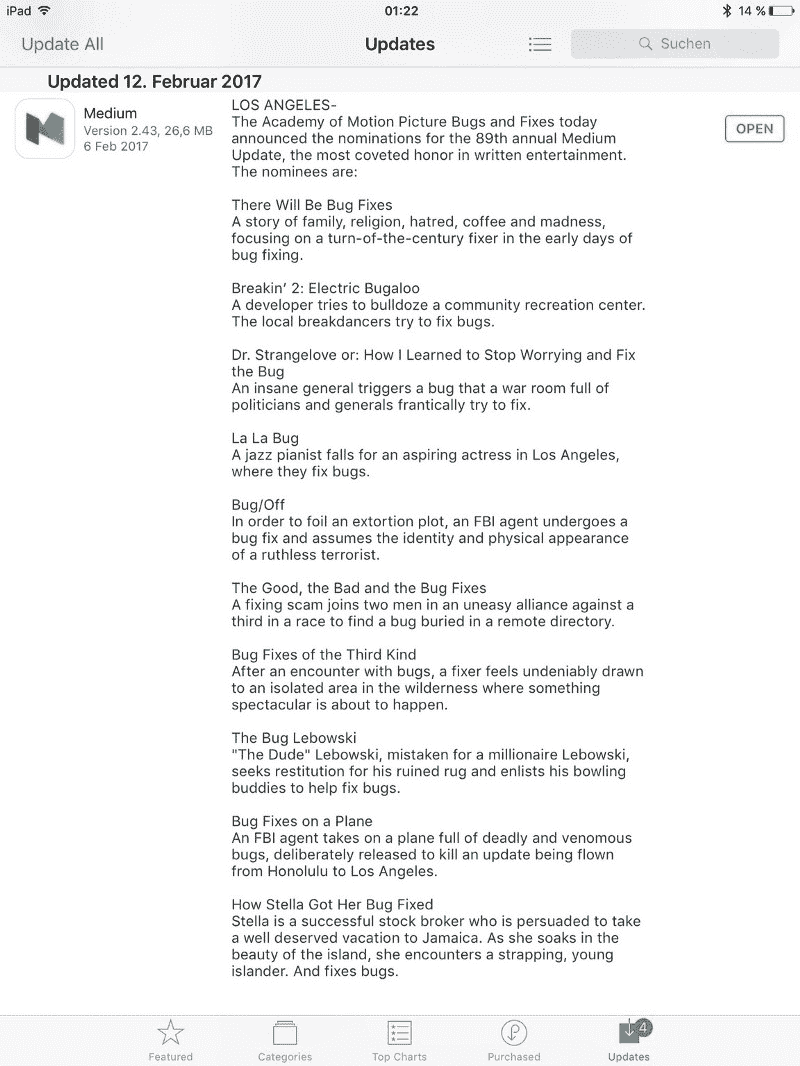 iPad
01:22
14 %
Update All
Updates
Suchen
Updated 12. Februar 2017
Medium
Version 2.43, 26,6 MB
6 Feb 2017
OPEN
LOS ANGELES-
The Academy of Motion Picture Bugs and Fixes today
announced the nominations for the 89th annual Medium
Update, the most coveted honor in written entertainment.
The nominees are:
There Will Be Bug Fixes
A story of family, religion, hatred, coffee and madness,
focusing on a turn-of-the-century fixer in the early days of
bug fixing.
Breakin’ 2: Electric Bugaloo
A developer tries to bulldoze a community recreation center.
The local breakdancers try to fix bugs.
Dr. Strangelove or: How I Learned to Stop Worrying and Fix
the Bug
An insane general triggers a bug that a war room full of
politicians and generals frantically try to fix.
La La Bug
A jazz pianist falls for an aspiring actress in Los Angeles,
where they fix bugs.
Bug/Off
In order to foil an extortion plot, an FBI agent undergoes a
bug fix and assumes the identity and physical appearance
of a ruthless terrorist.
The Good, the Bad and the Bug Fixes
A fixing scam joins two men in an uneasy alliance against a
third in a race to find a bug buried in a remote directory.
Bug Fixes of the Third Kind
After an encounter with bugs, a fixer feels undeniably drawn
to an isolated area in the wilderness where something
spectacular is about to happen.
The Bug Lebowski
"The Dude" Lebowski, mistaken for a millionaire Lebowski,
seeks restitution for his ruined rug and enlists his bowling
buddies to help fix bugs.
Bug Fixes on a Plane
An FBI agent takes on a plane full of deadly and venomous
bugs, deliberately released to kill an update being flown
from Honolulu to Los Angeles.
How Stella Got Her Bug Fixed
Stella is a successful stock broker who is persuaded to take
a well deserved vacation to Jamaica. As she soaks in the
beauty of the island, she encounters a strapping, young
islander. And fixes bugs.
4
Featured
Categories
Top Charts
Purchased
Updates